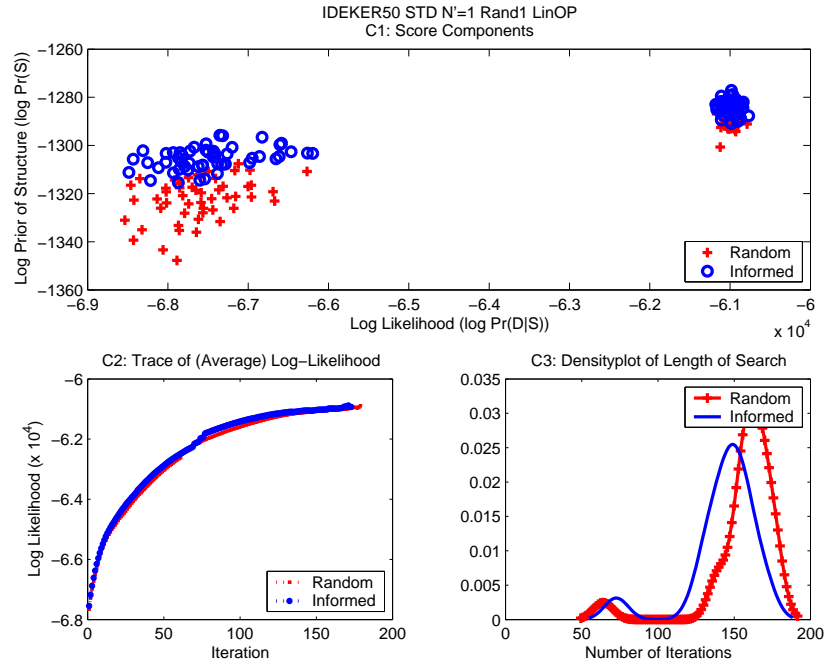 IDEKER50 STD N'=1 Rand1 LinOP
C1: Score Components
Log Prior of Structure (log Pr(S))
−1260
−1280
−1300
−1320
−1340
−1360
−6.9
−6.8
−6.7
−6.6
−6.5
−6.4
−6.3
−6.2
−6.1
−6
x 10⁴
Log Likelihood (log Pr(D|S))
Random
Informed
C2: Trace of (Average) Log−Likelihood
Log Likelihood (x 10⁴)
−6
−6.2
−6.4
−6.6
−6.8
0
50
100
150
200
Iteration
Random
Informed
C3: Densityplot of Length of Search
0.035
0.03
0.025
0.02
0.015
0.01
0.005
0
0
50
100
150
200
Number of Iterations
Random
Informed